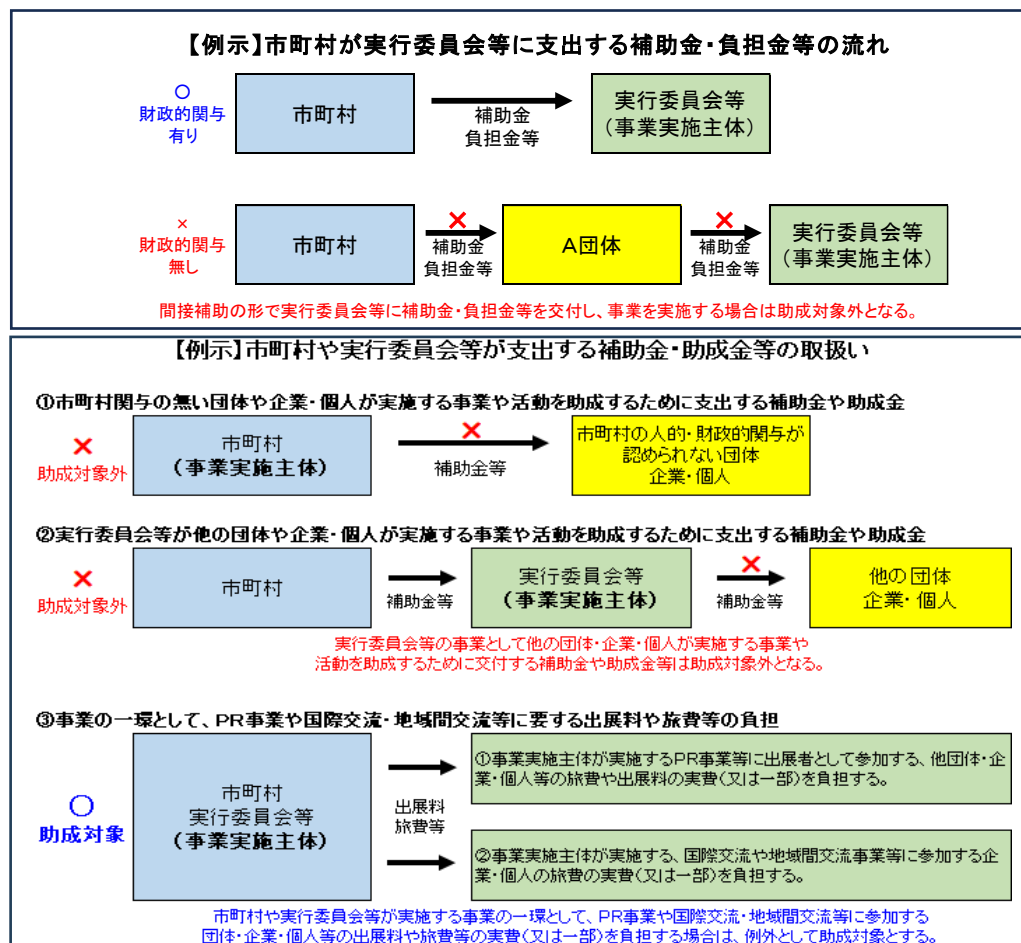 【例示】市町村が実行委員会等に支出する補助金・負担金等の流れ
○
財政的関与
有り
市町村
補助金
負担金等
実行委員会等
(事業実施主体)
×
財政的関与
無し
市町村
×
補助金
負担金等
A団体
×
補助金
負担金等
実行委員会等
(事業実施主体)
間接補助の形で実行委員会等に補助金・負担金等を交付し、事業を実施する場合は助成対象外となる。
【例示】市町村や実行委員会等が支出する補助金・助成金等の取扱い
①市町村関与の無い団体や企業・個人が実施する事業や活動を助成するために支出する補助金や助成金
×
助成対象外
市町村
(事業実施主体)
×
補助金等
市町村の人的・財政的関与が
認められない団体
企業・個人
②実行委員会等が他の団体や企業・個人が実施する事業や活動を助成するために支出する補助金や助成金
×
助成対象外
市町村
補助金等
実行委員会等
(事業実施主体)
×
補助金等
他の団体
企業・個人
実行委員会等の事業として他の団体・企業・個人が実施する事業や
活動を助成するために交付する補助金や助成金等は助成対象外となる。
③事業の一環として、PR事業や国際交流・地域間交流等に要する出展料や旅費等の負担
○
助成対象
市町村
実行委員会等
(事業実施主体)
出展料
旅費等
①事業実施主体が実施するPR事業等に出展者として参加する、他団体・企
業・個人等の旅費や出展料の実費(又は一部)を負担する。
②事業実施主体が実施する、国際交流や地域間交流事業等に参加する企
業・個人の旅費の実費(又は一部)を負担する。
市町村や実行委員会等が実施する事業の一環として、PR事業や国際交流・地域間交流等に参加する
団体・企業・個人等の出展料や旅費等の実費(又は一部)を負担する場合は、例外として助成対象とする。